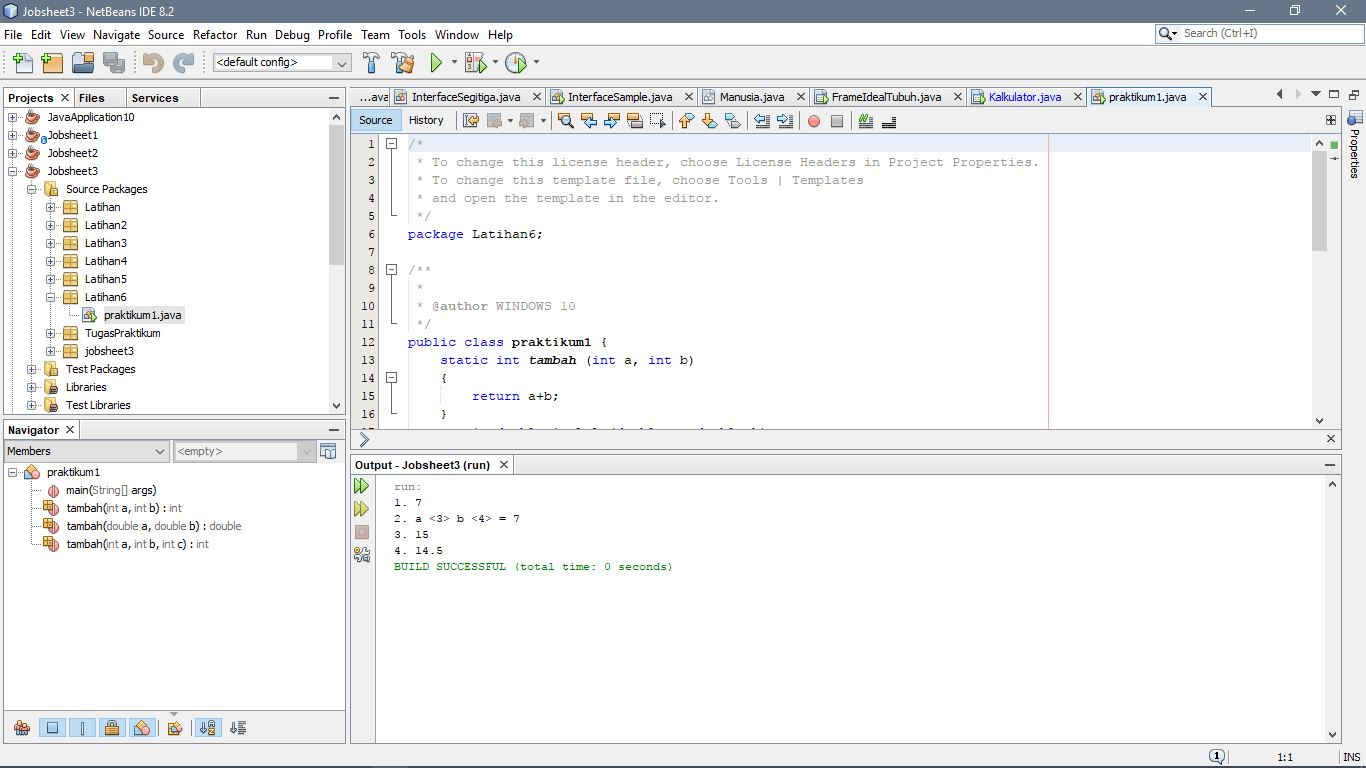 Jobsheet3 - NetBeans IDE 8.2
File Edit View Navigate Source Refactor Run Debug Profile Team Tools Window Help
Search (Ctrl+I)
<default config>
Projects Files Services
JavaApplication10
Jobsheet1
Jobsheet2
Jobsheet3
Source Packages
Latihan
Latihan2
Latihan3
Latihan4
Latihan5
Latihan6
praktikum1.java
TugasPraktikum
jobsheet3
Test Packages
Libraries
Test Libraries
Navigator
Members
<empty>
praktikum1
main(String[] args)
tambah(int a, int b) : int
tambah(double a, double b) : double
tambah(int a, int b, int c) : int
...ava InterfaceSegitiga.java InterfaceSample.java Manusia.java FrameIdealTubuh.java Kalkulator.java praktikum1.java
Source History
1 /*
2 * To change this license header, choose License Headers in Project Properties.
3 * To change this template file, choose Tools | Templates
4 * and open the template in the editor.
5 */
6 package Latihan6;
7
8 /**
9 *
10 * @author WINDOWS 10
11 */
12 public class praktikum1 {
13 static int tambah (int a, int b)
14 {
15 return a+b;
16 }
Properties
Output - Jobsheet3 (run)
run:
1. 7
2. a <3> b <4> = 7
3. 15
4. 14.5
BUILD SUCCESSFUL (total time: 0 seconds)
1
1:1
INS